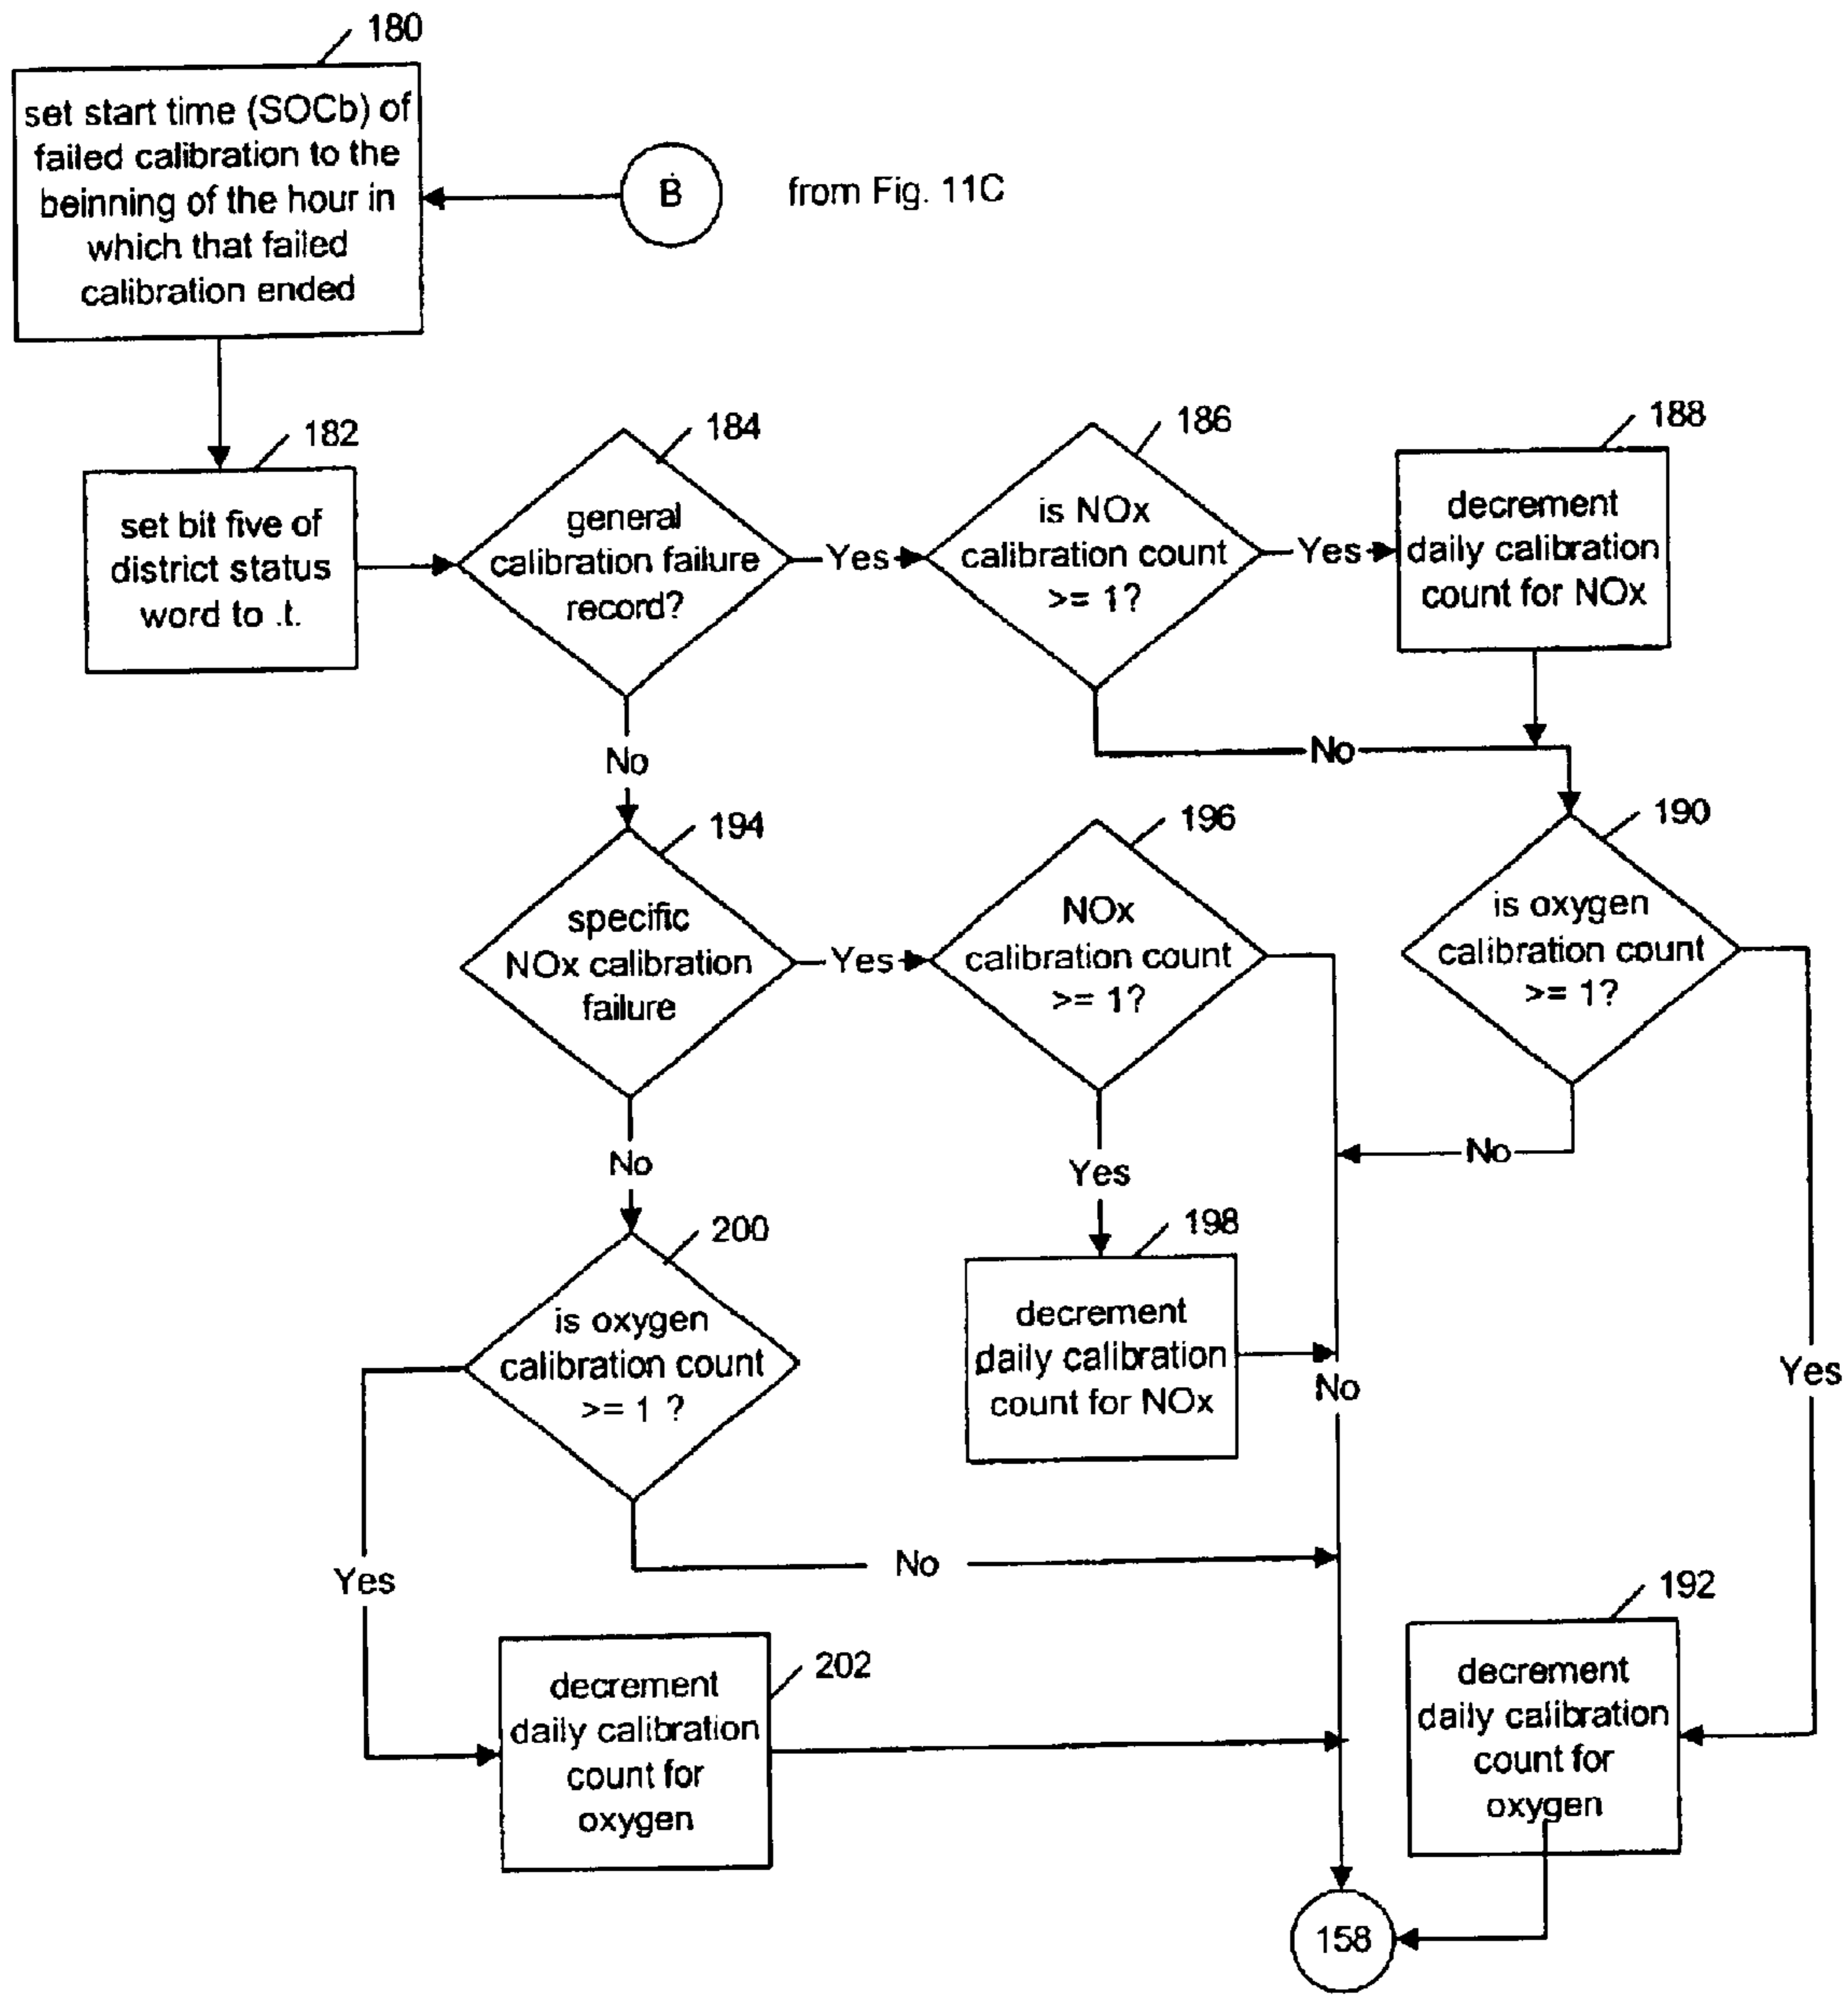 180
set start time (SOCb) of
failed calibration to the
beinning of the hour in
which that failed
calibration ended
B
from Fig. 11C
182
set bit five of
district status
word to .t.
184
general
calibration failure
record?
Yes
186
is NOx
calibration count
>= 1?
Yes
188
decrement
daily calibration
count for NOx
No
No
194
specific
NOx calibration
failure
Yes
196
NOx
calibration count
>= 1?
190
is oxygen
calibration count
>= 1?
No
Yes
No
Yes
198
decrement
daily calibration
count for NOx
No
200
is oxygen
calibration count
>= 1 ?
No
Yes
202
decrement
daily calibration
count for
oxygen
192
decrement
daily calibration
count for
oxygen
158